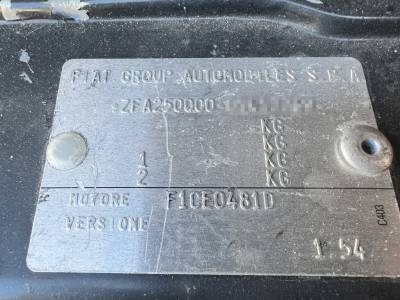 FIAT GROUP AUTOMOBILES S.P.A
ZFA250000
KG
KG
1 KG
2 KG
MOTORE F1CE0481D
VERSIONE
C403
1 54